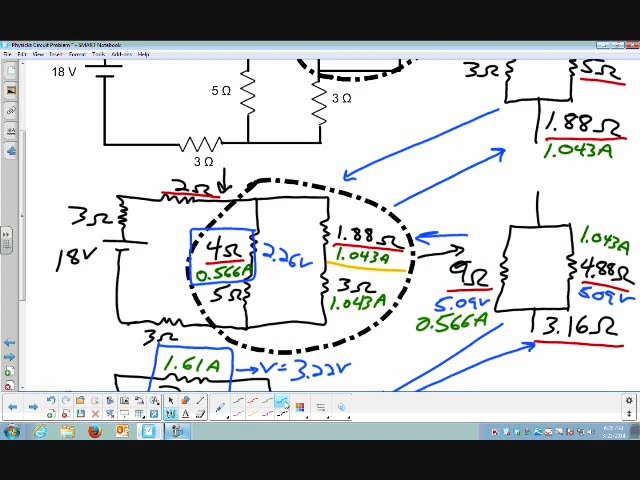 Physicks Circuit Problem * - SMART Notebook
File Edit View Insert Format Tools Add-ons Help
18 V
5 Ω
3 Ω
3 Ω
3Ω
5Ω
1.88Ω
1.043A
2Ω
3Ω
18V
4Ω
0.566A
2.26V
5Ω
1.88Ω
1.043A
3Ω
1.043A
3Ω
1.043A
9Ω
4.88Ω
5.09V
5.09V
0.566A
3.16Ω
1.61A
V = 3.22V